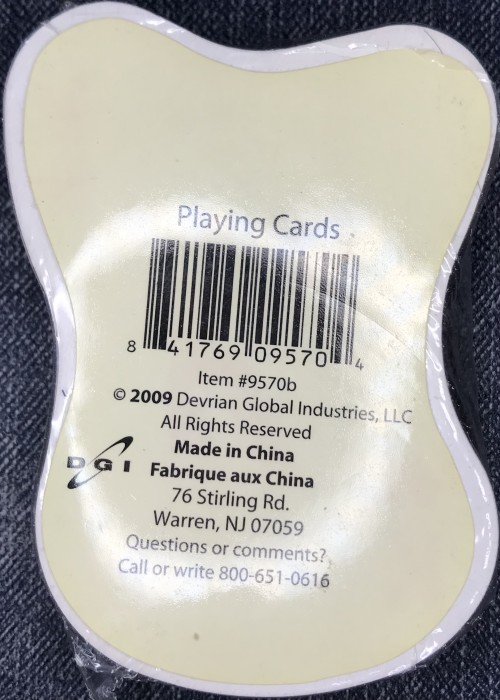 Playing Cards
8 41769 09570 4
Item #9570b
© 2009 Devrian Global Industries, LLC
All Rights Reserved
Made in China
DGI Fabrique aux China
76 Stirling Rd.
Warren, NJ 07059
Questions or comments?
Call or write 800-651-0616